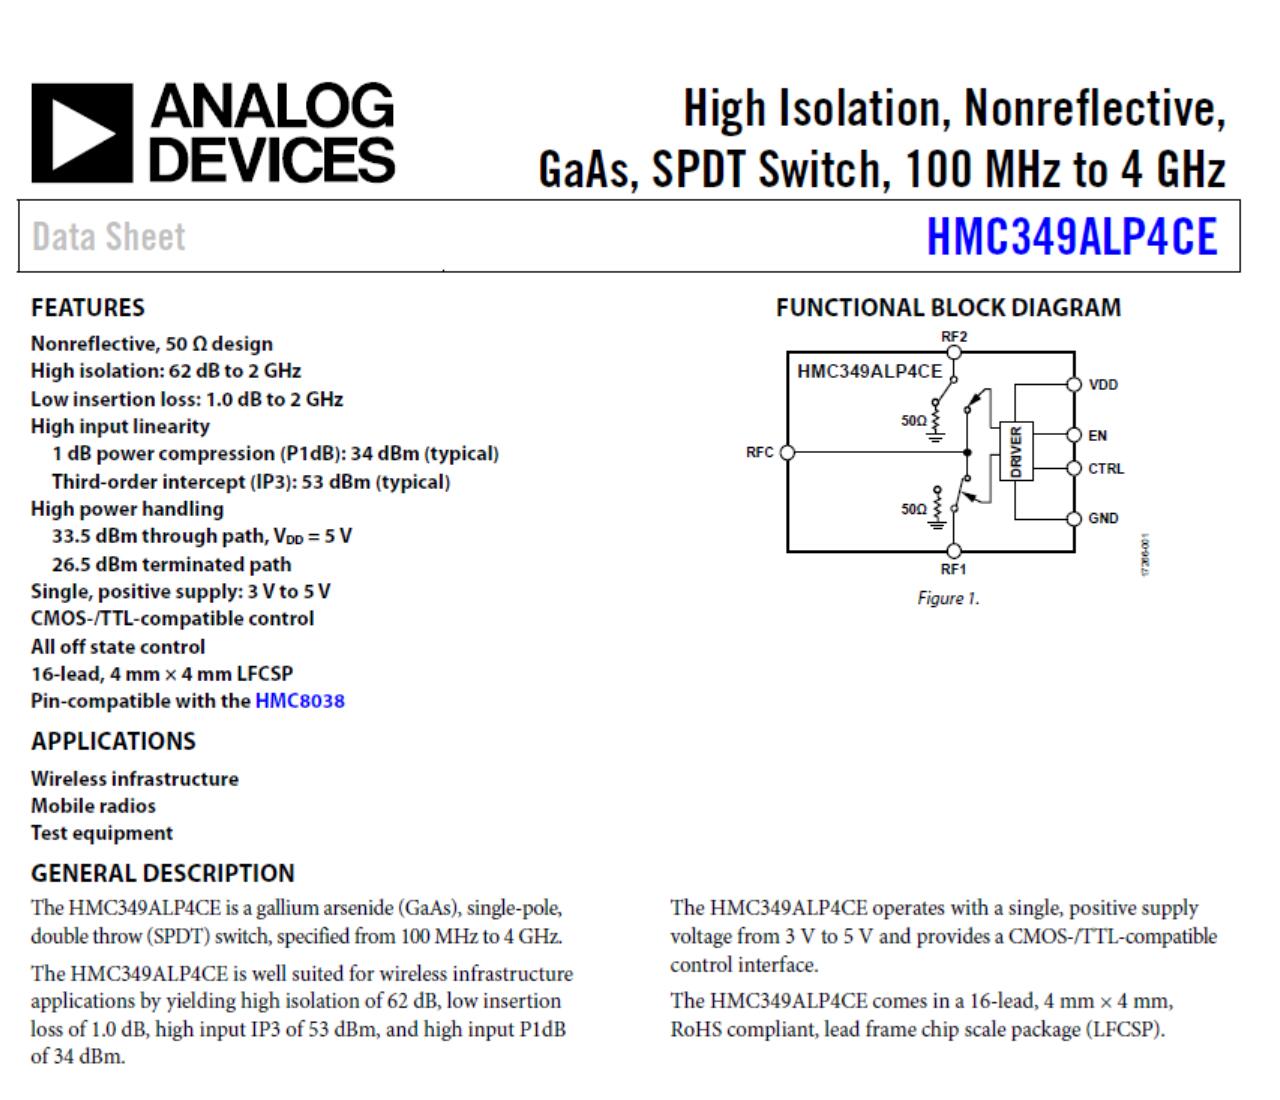 ANALOG
DEVICES
High Isolation, Nonreflective,
GaAs, SPDT Switch, 100 MHz to 4 GHz
Data Sheet
HMC349ALP4CE
FEATURES
Nonreflective, 50 Ω design
High isolation: 62 dB to 2 GHz
Low insertion loss: 1.0 dB to 2 GHz
High input linearity
1 dB power compression (P1dB): 34 dBm (typical)
Third-order intercept (IP3): 53 dBm (typical)
High power handling
33.5 dBm through path, VDD = 5 V
26.5 dBm terminated path
Single, positive supply: 3 V to 5 V
CMOS-/TTL-compatible control
All off state control
16-lead, 4 mm × 4 mm LFCSP
Pin-compatible with the HMC8038
APPLICATIONS
Wireless infrastructure
Mobile radios
Test equipment
FUNCTIONAL BLOCK DIAGRAM
RF2
HMC349ALP4CE
VDD
50Ω
EN
DRIVER
RFC
CTRL
50Ω
GND
RF1
17266-001
Figure 1.
GENERAL DESCRIPTION
The HMC349ALP4CE is a gallium arsenide (GaAs), single-pole,
double throw (SPDT) switch, specified from 100 MHz to 4 GHz.
The HMC349ALP4CE is well suited for wireless infrastructure
applications by yielding high isolation of 62 dB, low insertion
loss of 1.0 dB, high input IP3 of 53 dBm, and high input P1dB
of 34 dBm.
The HMC349ALP4CE operates with a single, positive supply
voltage from 3 V to 5 V and provides a CMOS-/TTL-compatible
control interface.
The HMC349ALP4CE comes in a 16-lead, 4 mm × 4 mm,
RoHS compliant, lead frame chip scale package (LFCSP).